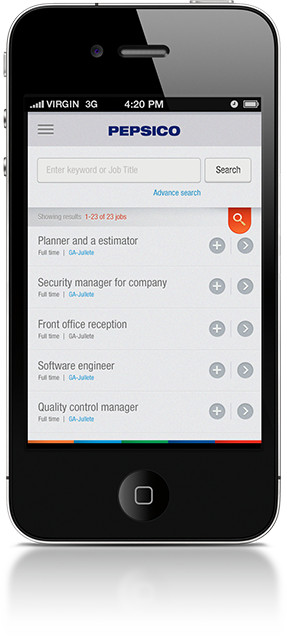 VIRGIN 3G 4:20 PM
PEPSICO
Enter keyword or Job Title Search
Advance search
Showing results 1-23 of 23 jobs
Planner and a estimator
Full time | GA-Juliete
Security manager for company
Full time | GA-Juliete
Front office reception
Full time | GA-Juliete
Software engineer
Full time | GA-Juliete
Quality control manager
Full time | GA-Juliete